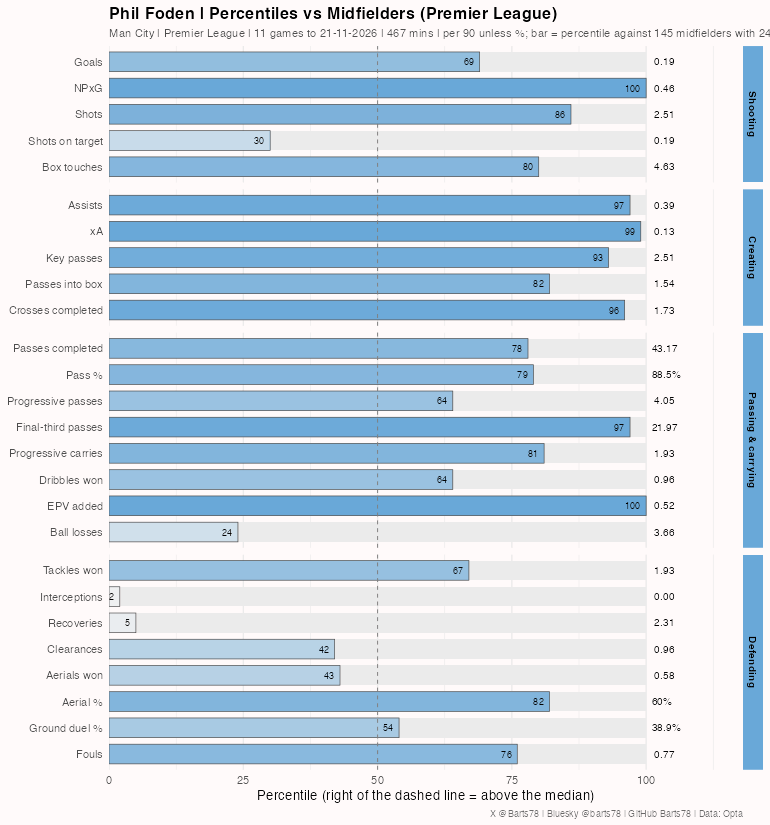 Phil Foden | Percentiles vs Midfielders (Premier League)
Man City | Premier League | 11 games to 21-11-2026 | 467 mins | per 90 unless %; bar = percentile against 145 midfielders with 24
Goals 69 0.19
NPxG 100 0.46
Shots 86 2.51
Shots on target 30 0.19
Box touches 80 4.63
Shooting
Assists 97 0.39
xA 99 0.13
Key passes 93 2.51
Passes into box 82 1.54
Crosses completed 96 1.73
Creating
Passes completed 78 43.17
Pass % 79 88.5%
Progressive passes 64 4.05
Final-third passes 97 21.97
Progressive carries 81 1.93
Dribbles won 64 0.96
EPV added 100 0.52
Ball losses 24 3.66
Passing & carrying
Tackles won 67 1.93
Interceptions 2 0.00
Recoveries 5 2.31
Clearances 42 0.96
Aerials won 43 0.58
Aerial % 82 60%
Ground duel % 54 38.9%
Fouls 76 0.77
Defending
0 25 50 75 100
Percentile (right of the dashed line = above the median)
X @Barts78 | Bluesky @barts78 | GitHub Barts78 | Data: Opta